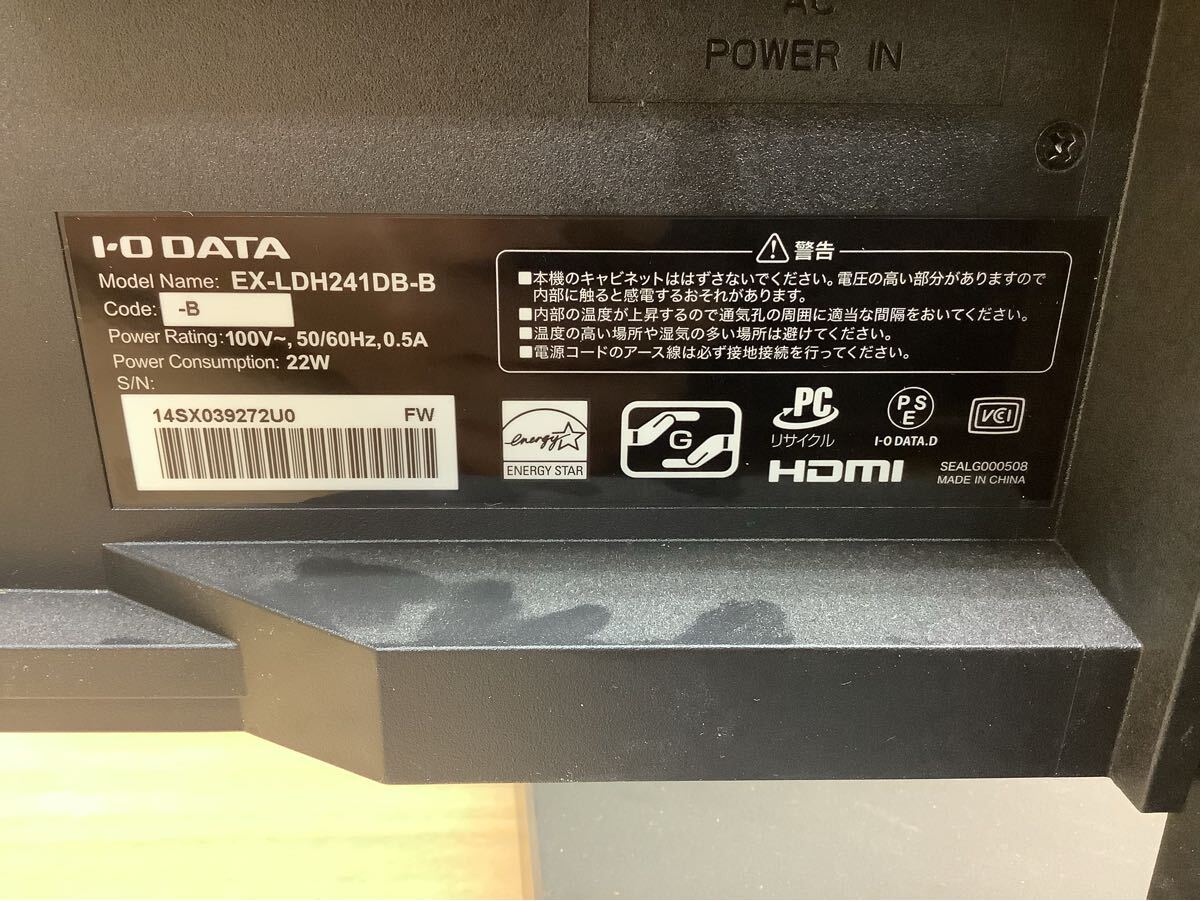 AC
POWER IN
I-O DATA
Model Name: EX-LDH241DB-B
Code: -B
Power Rating: 100V~, 50/60Hz, 0.5A
Power Consumption: 22W
S/N:
14SX039272U0 FW
警告
■本機のキャビネットははずさないでください。電圧の高い部分がありますので
内部に触ると感電するおそれがあります。
■内部の温度が上昇するので通気孔の周囲に適当な間隔をおいてください。
■温度の高い場所や湿気の多い場所は避けてください。
■電源コードのアース線は必ず接地接続を行ってください。
energy
ENERGY STAR
G
PC
リサイクル
HDMI
PSE
I-O DATA.D
VCI
SEALG000508
MADE IN CHINA